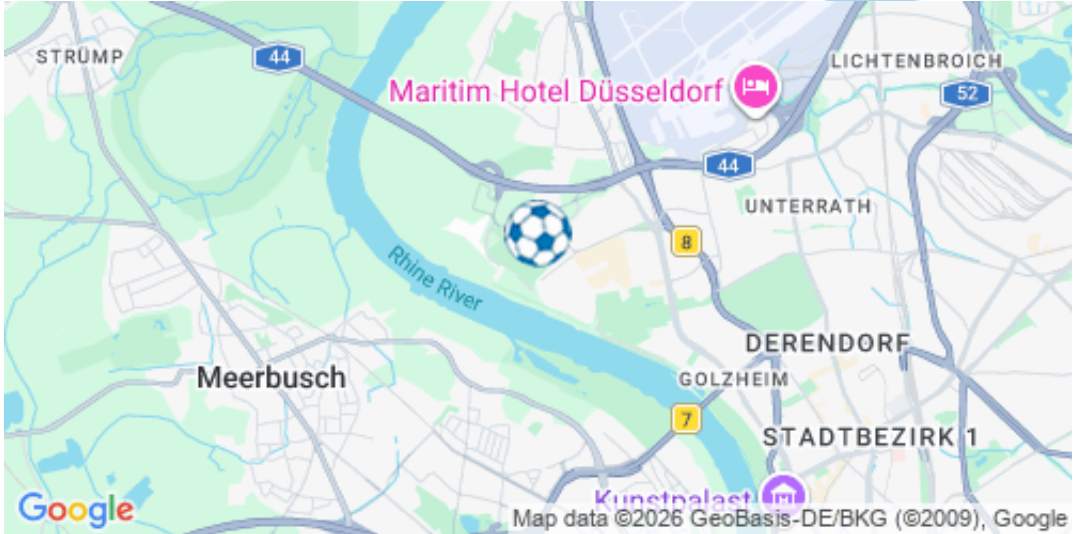 STRÜMP
44
LICHTENBROICH
Maritim Hotel Düsseldorf
52
44
UNTERRATH
8
Rhine River
DERENDORF
Meerbusch
GOLZHEIM
7
STADTBEZIRK 1
Kunstpalast
Google
Map data ©2026 GeoBasis-DE/BKG (©2009), Google